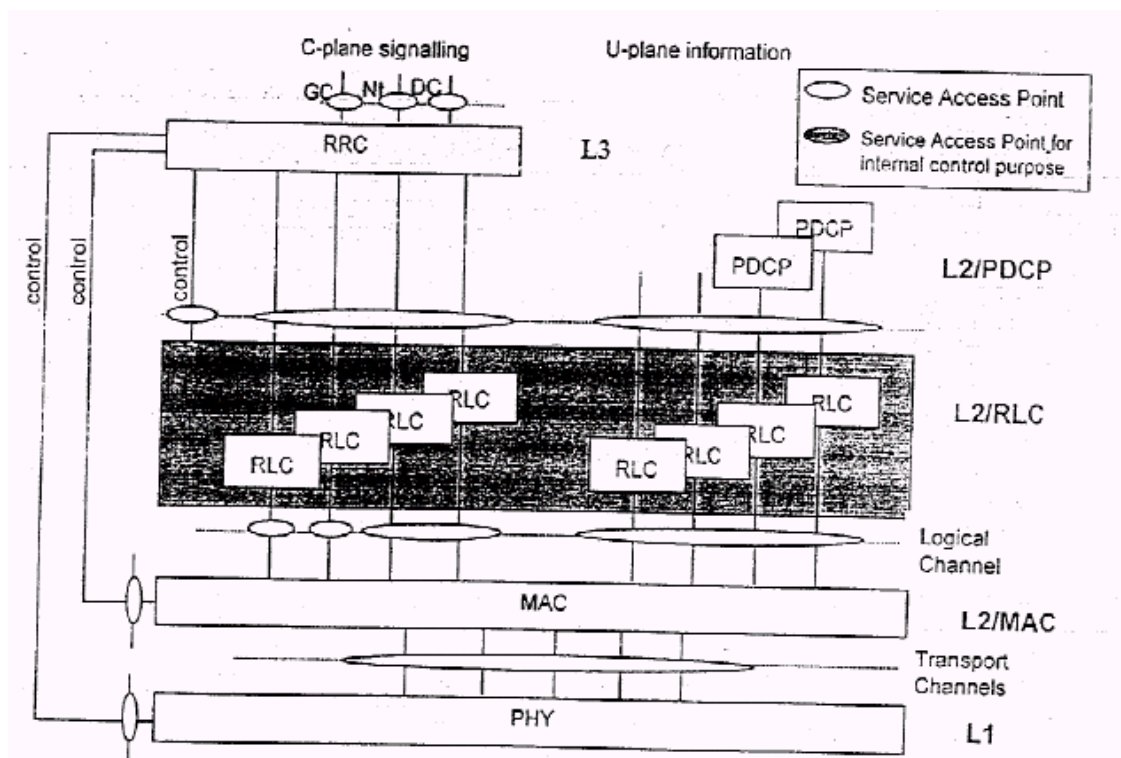 C-plane signalling
U-plane information
GC Nt DC
Service Access Point
Service Access Point for
internal control purpose
RRC
L3
control
control
control
PDCP
PDCP
L2/PDCP
RLC
RLC
RLC
RLC
RLC
RLC
RLC
RLC
L2/RLC
Logical
Channel
MAC
L2/MAC
Transport
Channels
PHY
L1